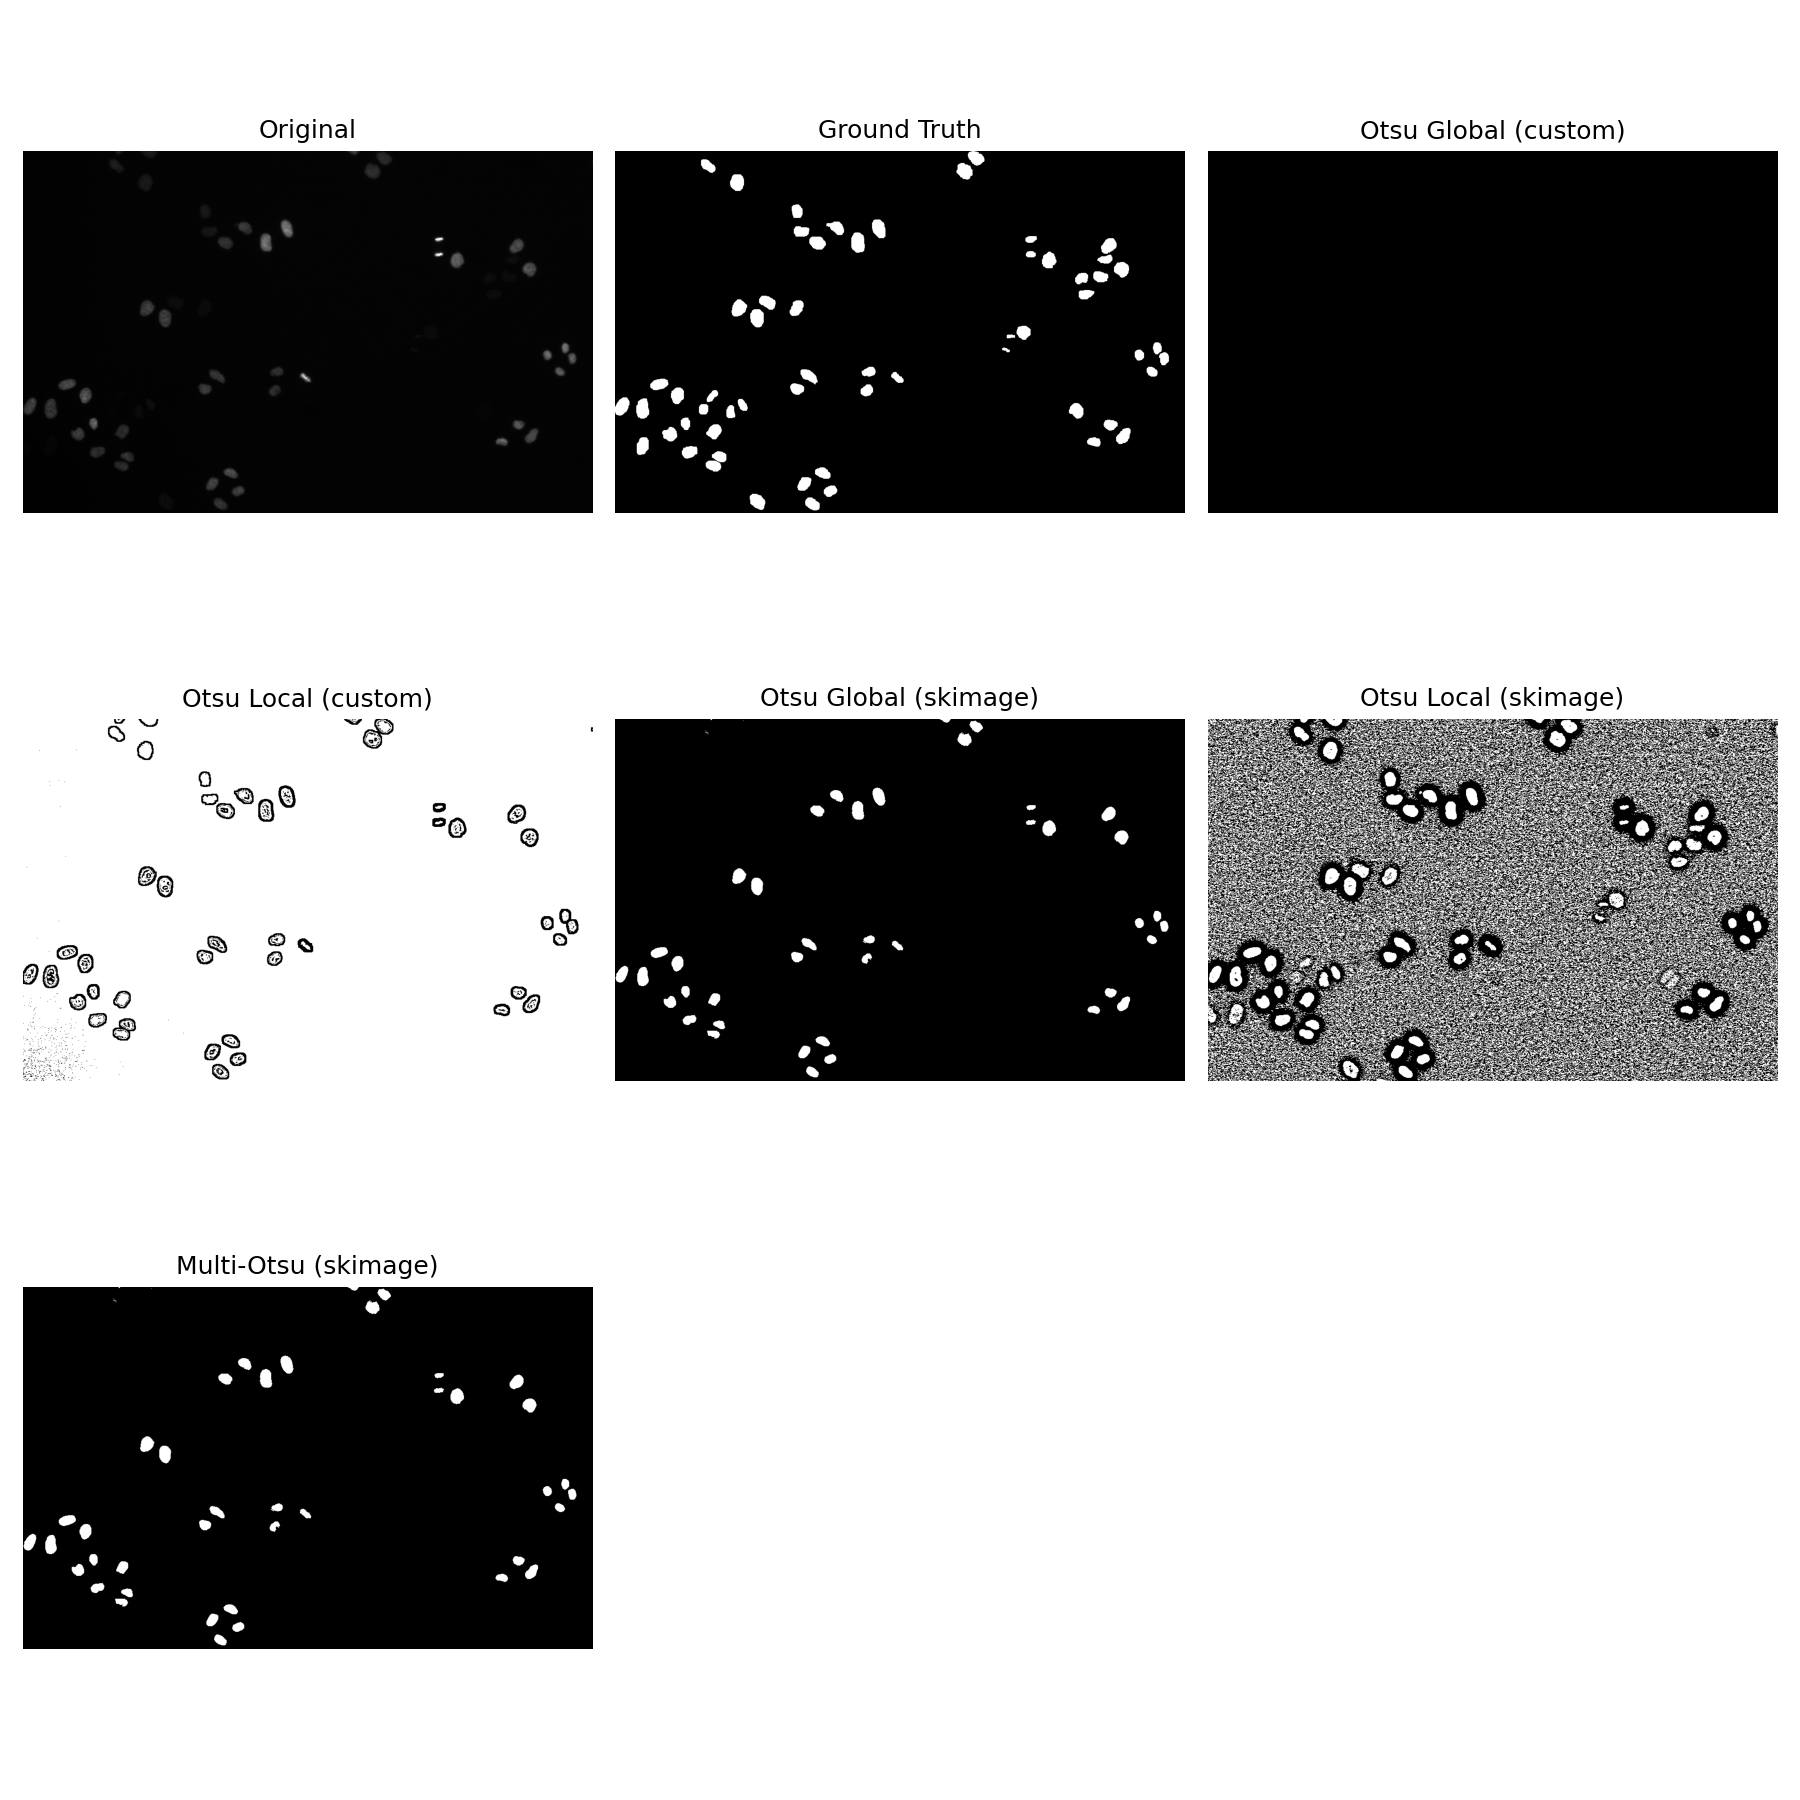 Original
Ground Truth
Otsu Global (custom)
Otsu Local (custom)
Otsu Global (skimage)
Otsu Local (skimage)
Multi-Otsu (skimage)